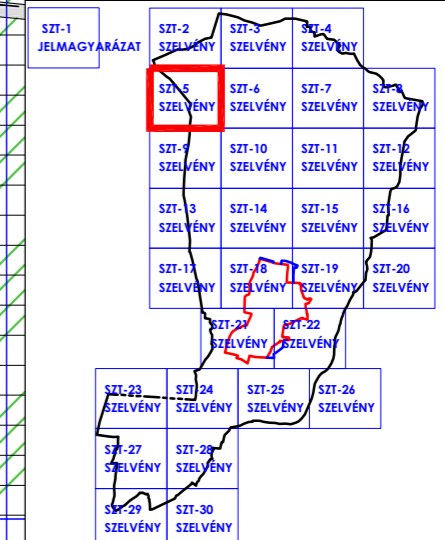 SZT-1
JELMAGYARÁZAT
SZT-2
SZELVÉNY
SZT-3
SZELVÉNY
SZT-4
SZELVÉNY
SZT-5
SZELVÉNY
SZT-6
SZELVÉNY
SZT-7
SZELVÉNY
SZT-8
SZELVÉNY
SZT-9
SZELVÉNY
SZT-10
SZELVÉNY
SZT-11
SZELVÉNY
SZT-12
SZELVÉNY
SZT-13
SZELVÉNY
SZT-14
SZELVÉNY
SZT-15
SZELVÉNY
SZT-16
SZELVÉNY
SZT-17
SZELVÉNY
SZT-18
SZELVÉNY
SZT-19
SZELVÉNY
SZT-20
SZELVÉNY
SZT-21
SZELVÉNY
SZT-22
SZELVÉNY
SZT-23
SZELVÉNY
SZT-24
SZELVÉNY
SZT-25
SZELVÉNY
SZT-26
SZELVÉNY
SZT-27
SZELVÉNY
SZT-28
SZELVÉNY
SZT-29
SZELVÉNY
SZT-30
SZELVÉNY